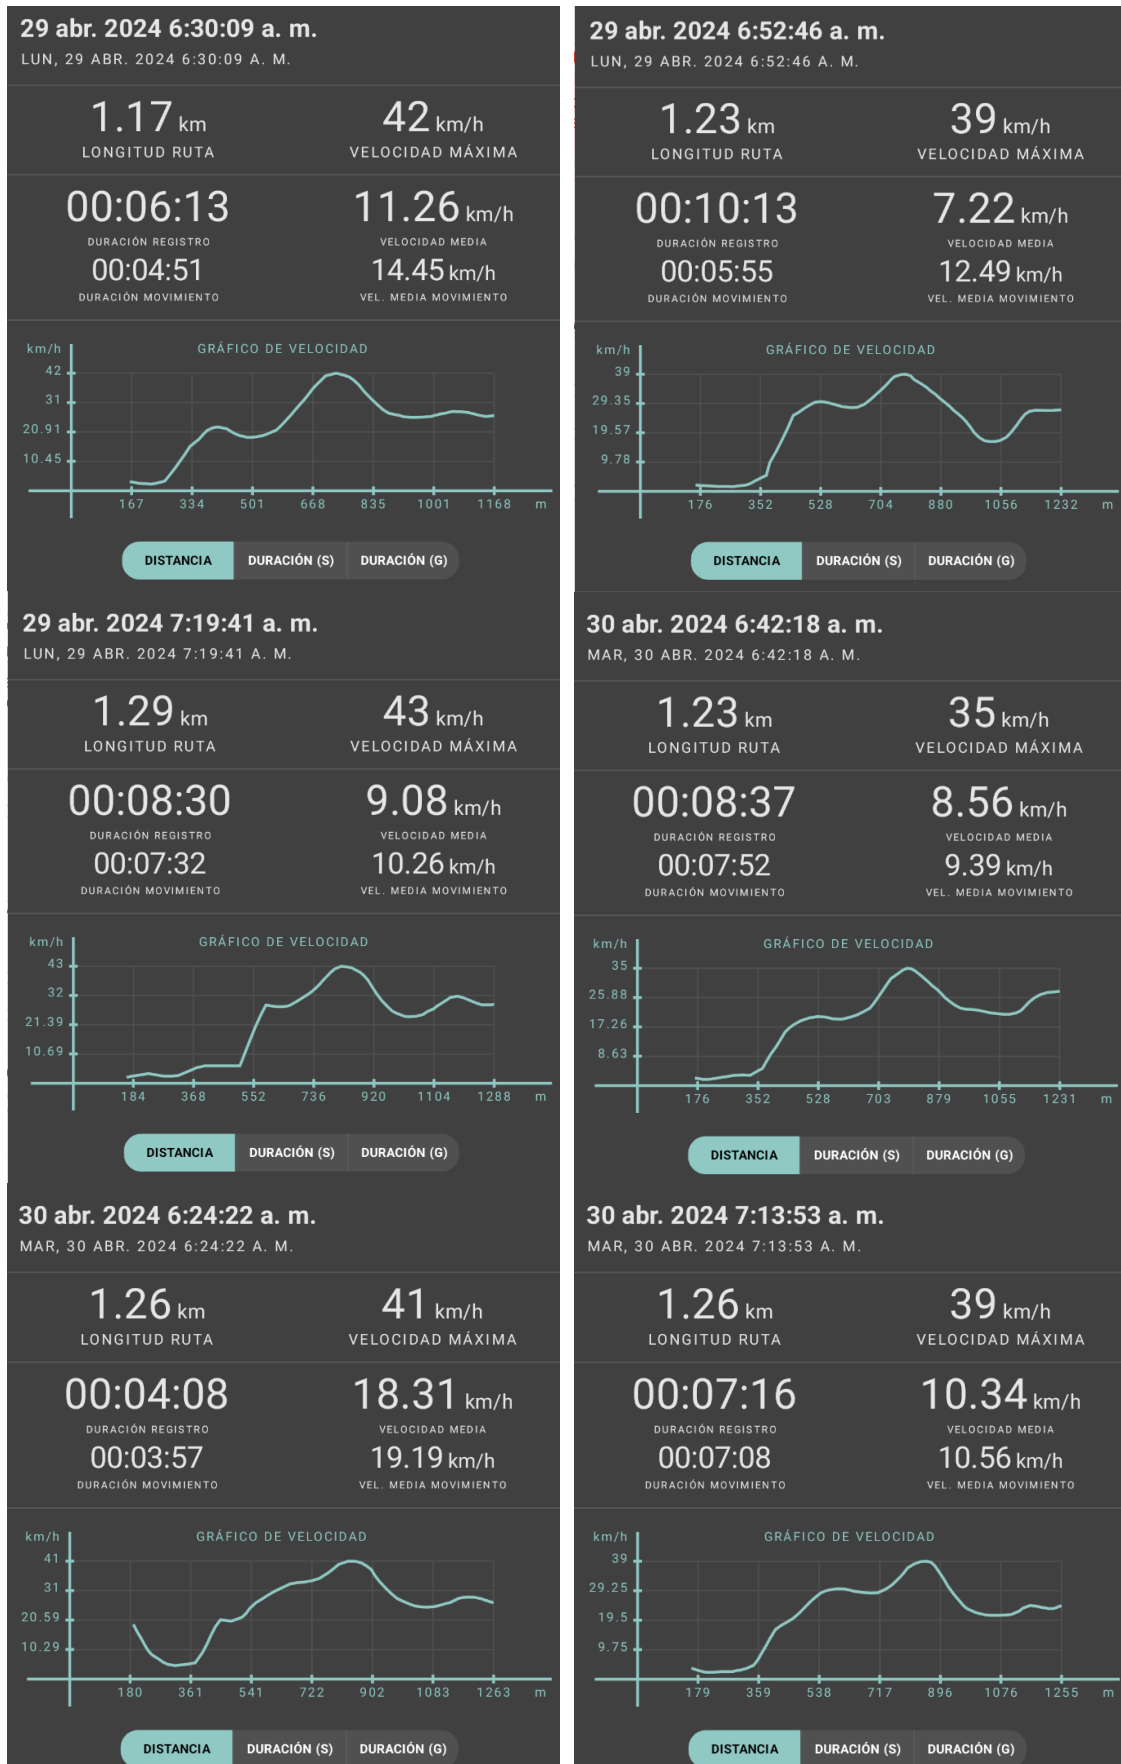 29 abr. 2024 6:30:09 a. m.
LUN, 29 ABR. 2024 6:30:09 A. M.
1.17 km 42 km/h
LONGITUD RUTA VELOCIDAD MÁXIMA
00:06:13 11.26 km/h
DURACIÓN REGISTRO VELOCIDAD MEDIA
00:04:51 14.45 km/h
DURACIÓN MOVIMIENTO VEL. MEDIA MOVIMIENTO
km/h GRÁFICO DE VELOCIDAD
42
31
20.91
10.45
167 334 501 668 835 1001 1168 m
DISTANCIA DURACIÓN (S) DURACIÓN (G)
29 abr. 2024 6:52:46 a. m.
LUN, 29 ABR. 2024 6:52:46 A. M.
1.23 km 39 km/h
LONGITUD RUTA VELOCIDAD MÁXIMA
00:10:13 7.22 km/h
DURACIÓN REGISTRO VELOCIDAD MEDIA
00:05:55 12.49 km/h
DURACIÓN MOVIMIENTO VEL. MEDIA MOVIMIENTO
km/h GRÁFICO DE VELOCIDAD
39
29.35
19.57
9.78
176 352 528 704 880 1056 1232 m
DISTANCIA DURACIÓN (S) DURACIÓN (G)
29 abr. 2024 7:19:41 a. m.
LUN, 29 ABR. 2024 7:19:41 A. M.
1.29 km 43 km/h
LONGITUD RUTA VELOCIDAD MÁXIMA
00:08:30 9.08 km/h
DURACIÓN REGISTRO VELOCIDAD MEDIA
00:07:32 10.26 km/h
DURACIÓN MOVIMIENTO VEL. MEDIA MOVIMIENTO
km/h GRÁFICO DE VELOCIDAD
43
32
21.39
10.69
184 368 552 736 920 1104 1288 m
DISTANCIA DURACIÓN (S) DURACIÓN (G)
30 abr. 2024 6:42:18 a. m.
MAR, 30 ABR. 2024 6:42:18 A. M.
1.23 km 35 km/h
LONGITUD RUTA VELOCIDAD MÁXIMA
00:08:37 8.56 km/h
DURACIÓN REGISTRO VELOCIDAD MEDIA
00:07:52 9.39 km/h
DURACIÓN MOVIMIENTO VEL. MEDIA MOVIMIENTO
km/h GRÁFICO DE VELOCIDAD
35
25.88
17.26
8.63
176 352 528 703 879 1055 1231 m
DISTANCIA DURACIÓN (S) DURACIÓN (G)
30 abr. 2024 6:24:22 a. m.
MAR, 30 ABR. 2024 6:24:22 A. M.
1.26 km 41 km/h
LONGITUD RUTA VELOCIDAD MÁXIMA
00:04:08 18.31 km/h
DURACIÓN REGISTRO VELOCIDAD MEDIA
00:03:57 19.19 km/h
DURACIÓN MOVIMIENTO VEL. MEDIA MOVIMIENTO
km/h GRÁFICO DE VELOCIDAD
41
31
20.59
10.29
180 361 541 722 902 1083 1263 m
DISTANCIA DURACIÓN (S) DURACIÓN (G)
30 abr. 2024 7:13:53 a. m.
MAR, 30 ABR. 2024 7:13:53 A. M.
1.26 km 39 km/h
LONGITUD RUTA VELOCIDAD MÁXIMA
00:07:16 10.34 km/h
DURACIÓN REGISTRO VELOCIDAD MEDIA
00:07:08 10.56 km/h
DURACIÓN MOVIMIENTO VEL. MEDIA MOVIMIENTO
km/h GRÁFICO DE VELOCIDAD
39
29.25
19.5
9.75
179 359 538 717 896 1076 1255 m
DISTANCIA DURACIÓN (S) DURACIÓN (G)